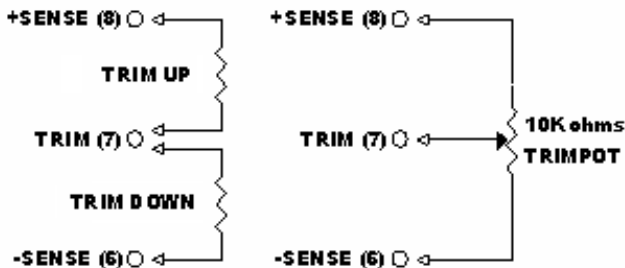 +SENSE (8)
TRIM UP
TRIM (7)
TRIM DOWN
-SENSE (6)
+SENSE (8)
10K ohms
TRIM (7)
TRIMPOT
-SENSE (6)